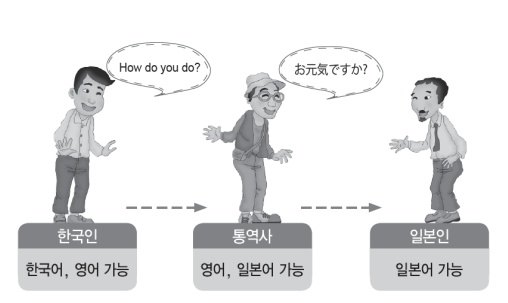 How do you do?
お元気ですか?
한국인
한국어, 영어 가능
통역사
영어, 일본어 가능
일본인
일본어 가능